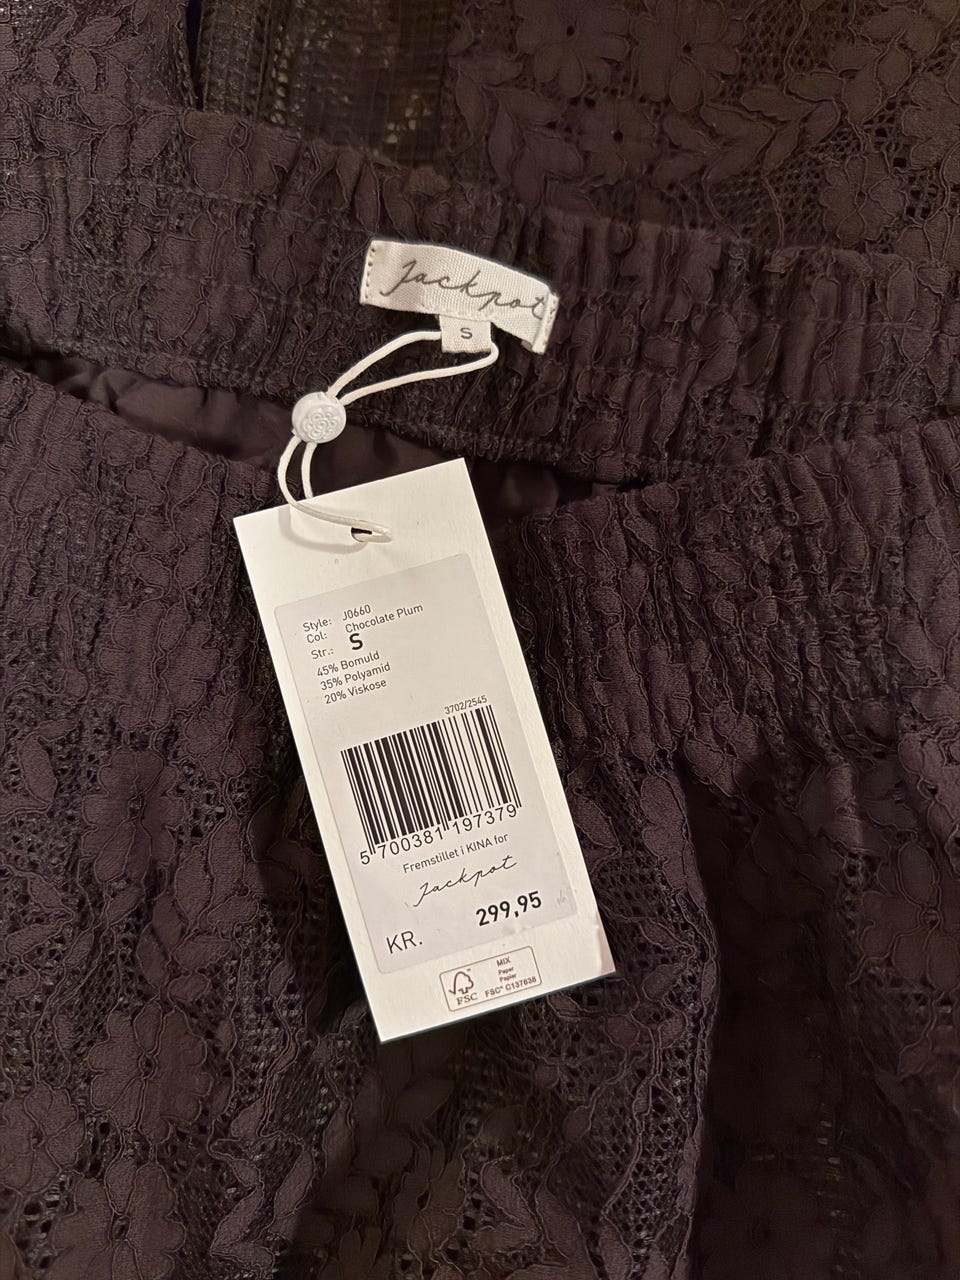 Jackpot
S
Style: J0660
Col: Chocolate Plum
Str.: S
45% Bomuld
35% Polyamid
20% Viskose
3702/2545
5 700381 197379
Fremstillet i KINA for
Jackpot
KR. 299,95
MIX
Paper
Papier
FSC
FSC® C137638